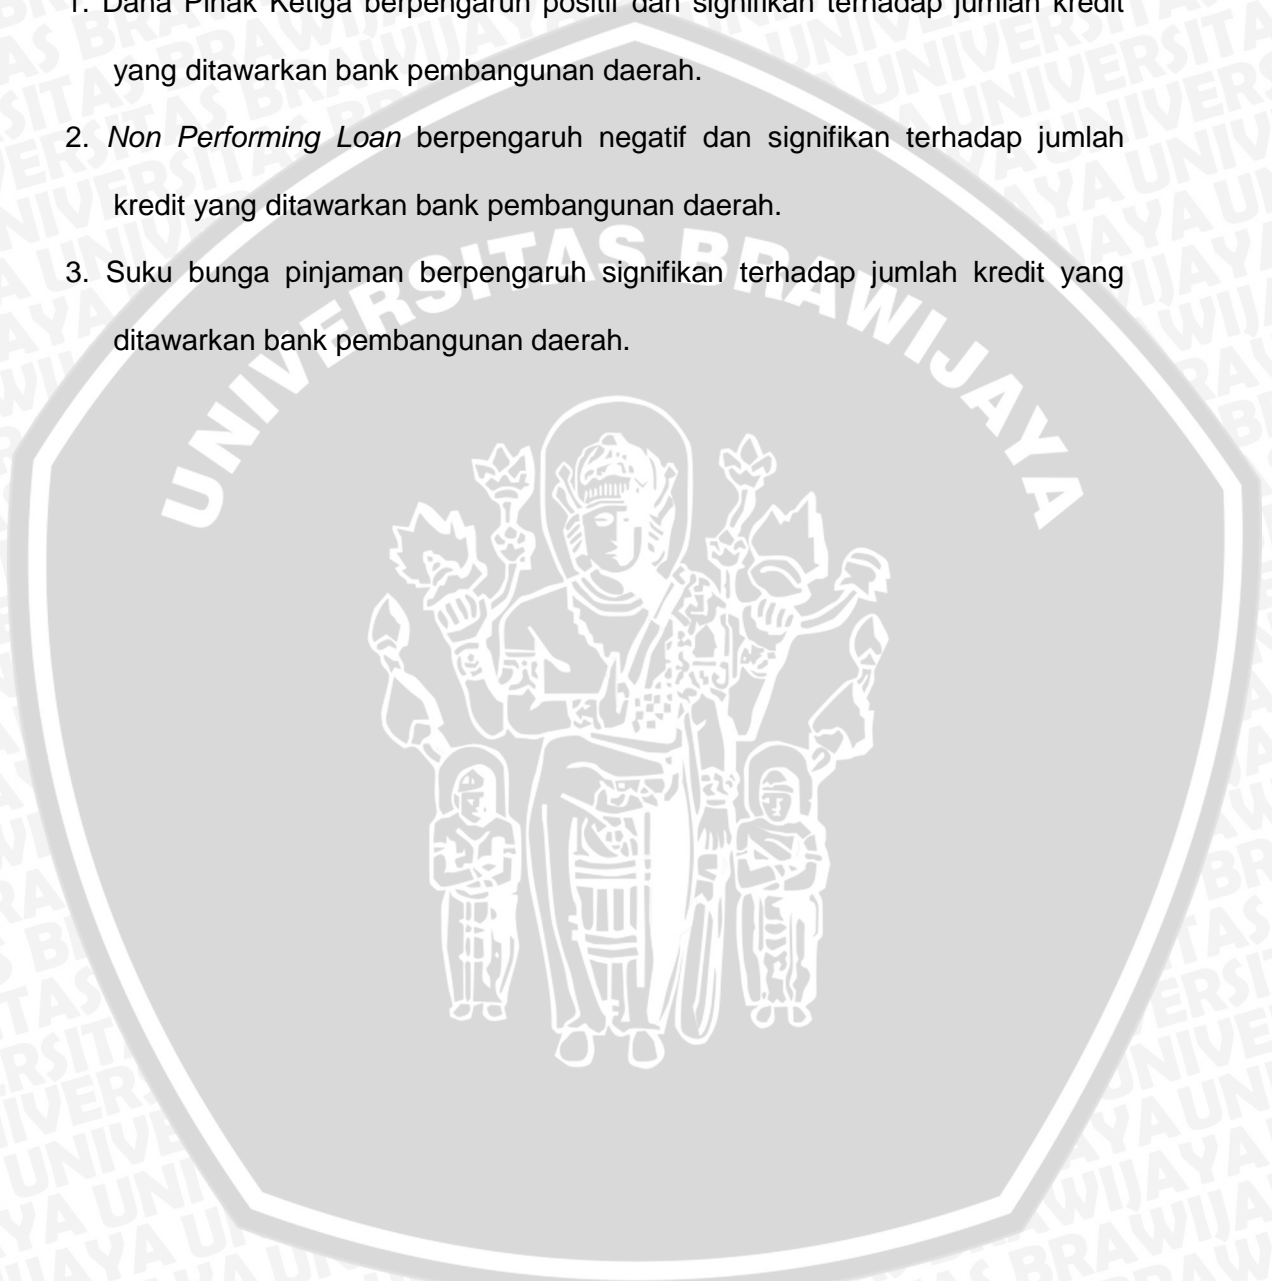 1. Dana Pihak Ketiga berpengaruh positif dan signifikan terhadap jumlah kredit
yang ditawarkan bank pembangunan daerah.
2. Non Performing Loan berpengaruh negatif dan signifikan terhadap jumlah
kredit yang ditawarkan bank pembangunan daerah.
3. Suku bunga pinjaman berpengaruh signifikan terhadap jumlah kredit yang
ditawarkan bank pembangunan daerah.
UNIVERSITAS BRAWIJAYA